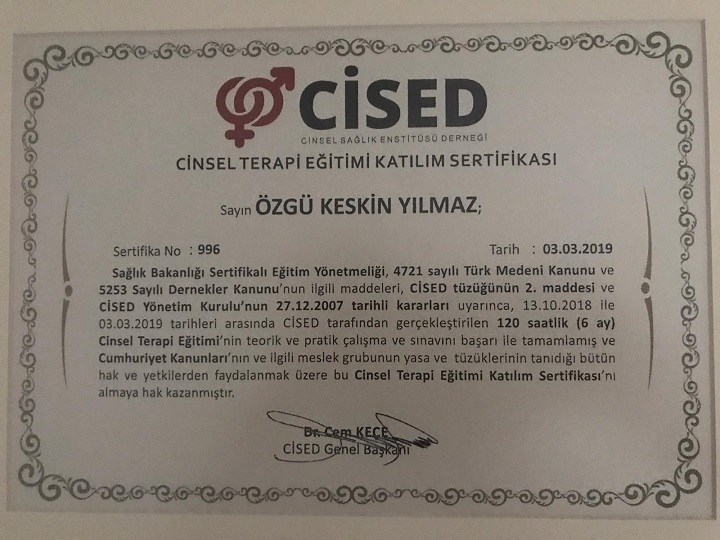 CİSED
CİNSEL SAĞLIK ENSTİTÜSÜ DERNEĞİ
CİNSEL TERAPİ EĞİTİMİ KATILIM SERTİFİKASI
Sayın ÖZGÜ KESKİN YILMAZ;
Sertifika No : 996 Tarih : 03.03.2019
Sağlık Bakanlığı Sertifikalı Eğitim Yönetmeliği, 4721 sayılı Türk Medeni Kanunu ve
5253 Sayılı Dernekler Kanunu’nun ilgili maddeleri, CİSED tüzüğünün 2. maddesi ve
CİSED Yönetim Kurulu’nun 27.12.2007 tarihli kararları uyarınca, 13.10.2018 ile
03.03.2019 tarihleri arasında CİSED tarafından gerçekleştirilen 120 saatlik (6 ay)
Cinsel Terapi Eğitimi’nin teorik ve pratik çalışma ve sınavını başarı ile tamamlamış ve
Cumhuriyet Kanunları’nın ve ilgili meslek grubunun yasa ve tüzüklerinin tanıdığı bütün
hak ve yetkilerden faydalanmak üzere bu Cinsel Terapi Eğitimi Katılım Sertifikası’nı
almaya hak kazanmıştır.
Dr. Cem KEÇE
CİSED Genel Başkanı